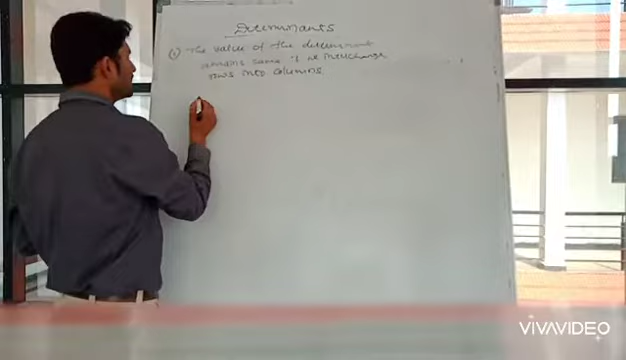 Determinants
(1) The value of the determinant
remains same if we interchange
rows into columns.
VIVAVIDEO